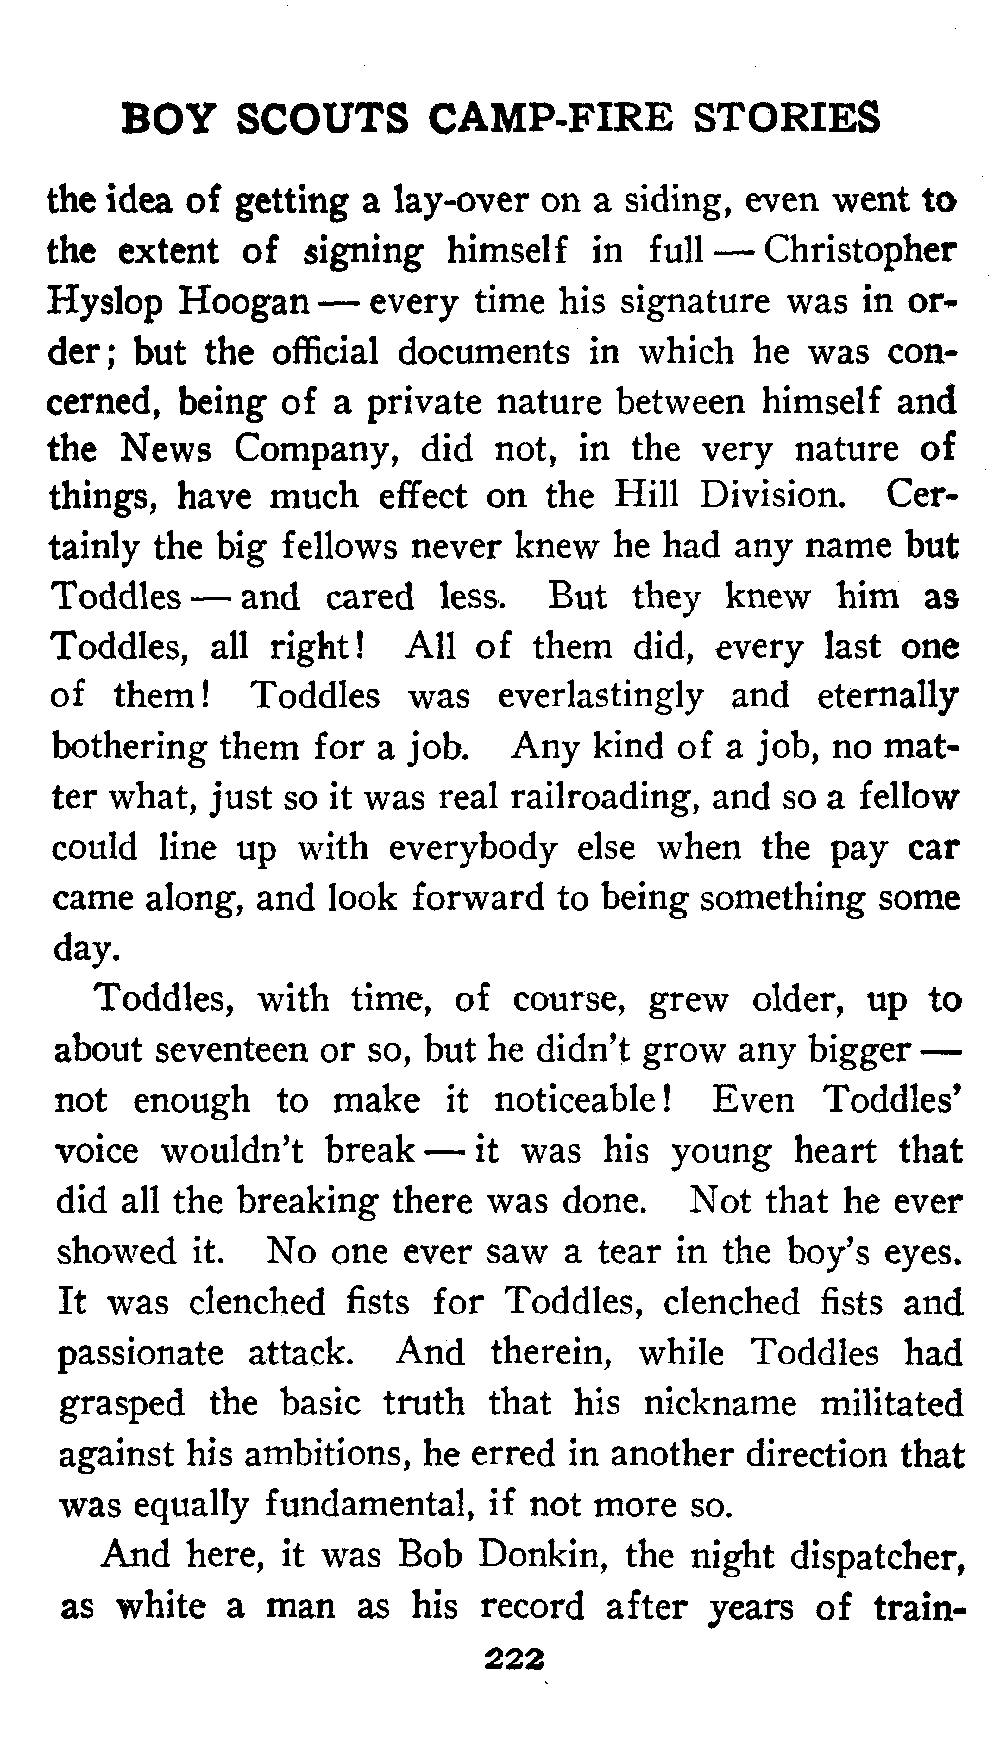 BOY SCOUTS CAMP-FIRE STORIES
the idea of getting a lay-over on a siding, even went to
the extent of signing himself in full — Christopher
Hyslop Hoogan — every time his signature was in or-
der; but the official documents in which he was con-
cerned, being of a private nature between himself and
the News Company, did not, in the very nature of
things, have much effect on the Hill Division. Cer-
tainly the big fellows never knew he had any name but
Toddles — and cared less. But they knew him as
Toddles, all right! All of them did, every last one
of them! Toddles was everlastingly and eternally
bothering them for a job. Any kind of a job, no mat-
ter what, just so it was real railroading, and so a fellow
could line up with everybody else when the pay car
came along, and look forward to being something some
day.
Toddles, with time, of course, grew older, up to
about seventeen or so, but he didn't grow any bigger —
not enough to make it noticeable! Even Toddles'
voice wouldn't break — it was his young heart that
did all the breaking there was done. Not that he ever
showed it. No one ever saw a tear in the boy's eyes.
It was clenched fists for Toddles, clenched fists and
passionate attack. And therein, while Toddles had
grasped the basic truth that his nickname militated
against his ambitions, he erred in another direction that
was equally fundamental, if not more so.
And here, it was Bob Donkin, the night dispatcher,
as white a man as his record after years of train-
222